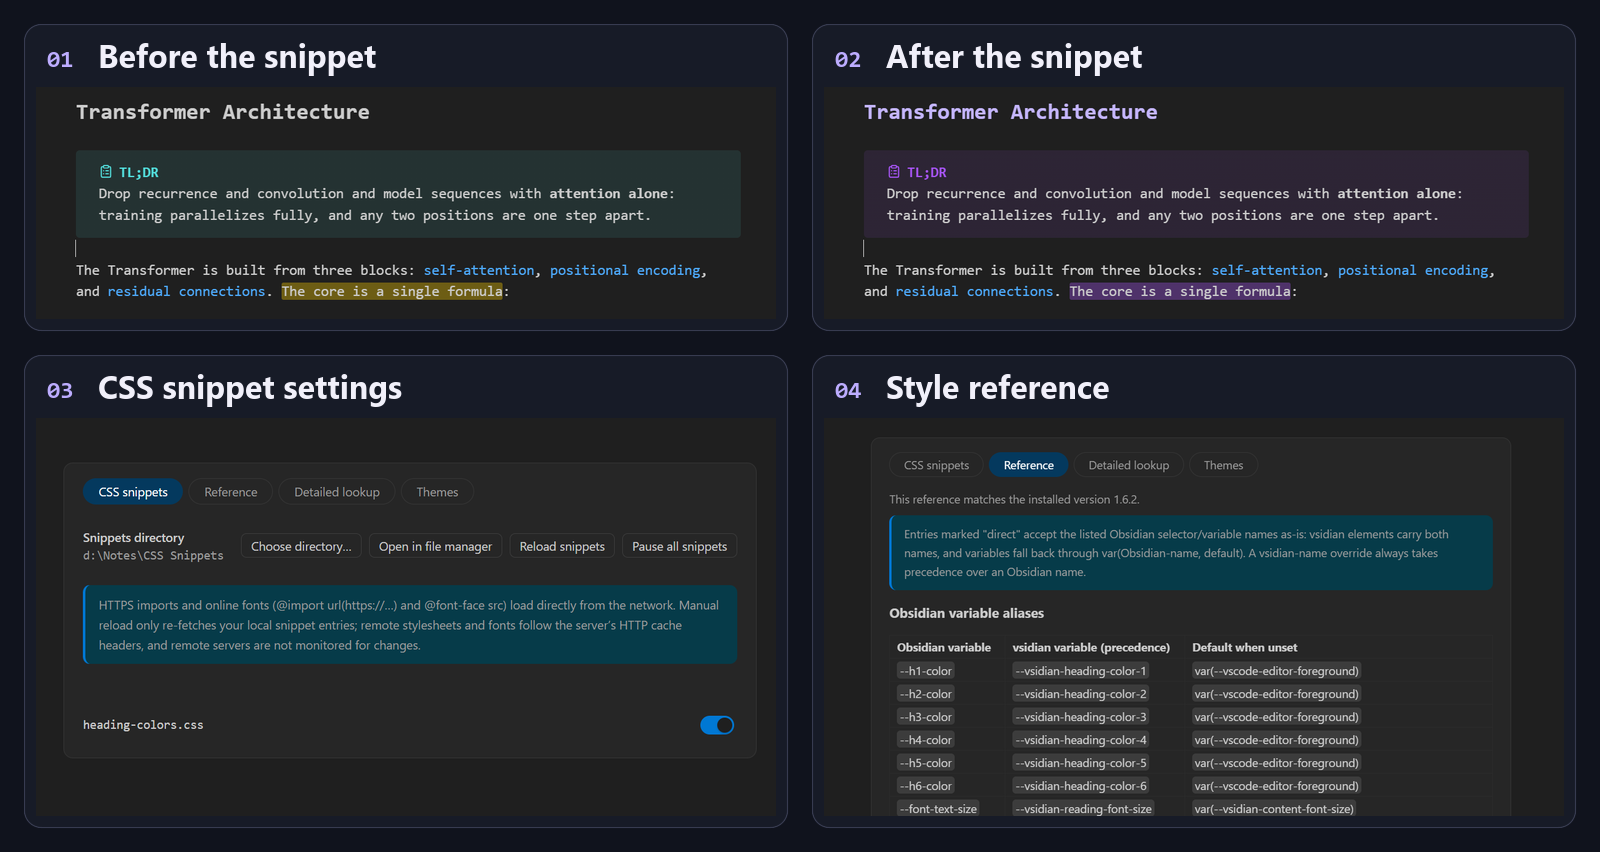 01 Before the snippet
Transformer Architecture
TL;DR
Drop recurrence and convolution and model sequences with attention alone:
training parallelizes fully, and any two positions are one step apart.
The Transformer is built from three blocks: self-attention, positional encoding,
and residual connections. The core is a single formula:
02 After the snippet
Transformer Architecture
TL;DR
Drop recurrence and convolution and model sequences with attention alone:
training parallelizes fully, and any two positions are one step apart.
The Transformer is built from three blocks: self-attention, positional encoding,
and residual connections. The core is a single formula:
03 CSS snippet settings
CSS snippets Reference Detailed lookup Themes
Snippets directory
d:\Notes\CSS Snippets
Choose directory... Open in file manager Reload snippets Pause all snippets
HTTPS imports and online fonts (@import url(https://...) and @font-face src) load directly from the network. Manual
reload only re-fetches your local snippet entries; remote stylesheets and fonts follow the server's HTTP cache
headers, and remote servers are not monitored for changes.
heading-colors.css
04 Style reference
CSS snippets Reference Detailed lookup Themes
This reference matches the installed version 1.6.2.
Entries marked "direct" accept the listed Obsidian selector/variable names as-is: vsidian elements carry both
names, and variables fall back through var(Obsidian-name, default). A vsidian-name override always takes
precedence over an Obsidian name.
Obsidian variable aliases
Obsidian variable vsidian variable (precedence) Default when unset
--h1-color --vsidian-heading-color-1 var(--vscode-editor-foreground)
--h2-color --vsidian-heading-color-2 var(--vscode-editor-foreground)
--h3-color --vsidian-heading-color-3 var(--vscode-editor-foreground)
--h4-color --vsidian-heading-color-4 var(--vscode-editor-foreground)
--h5-color --vsidian-heading-color-5 var(--vscode-editor-foreground)
--h6-color --vsidian-heading-color-6 var(--vscode-editor-foreground)
--font-text-size --vsidian-reading-font-size var(--vsidian-content-font-size)